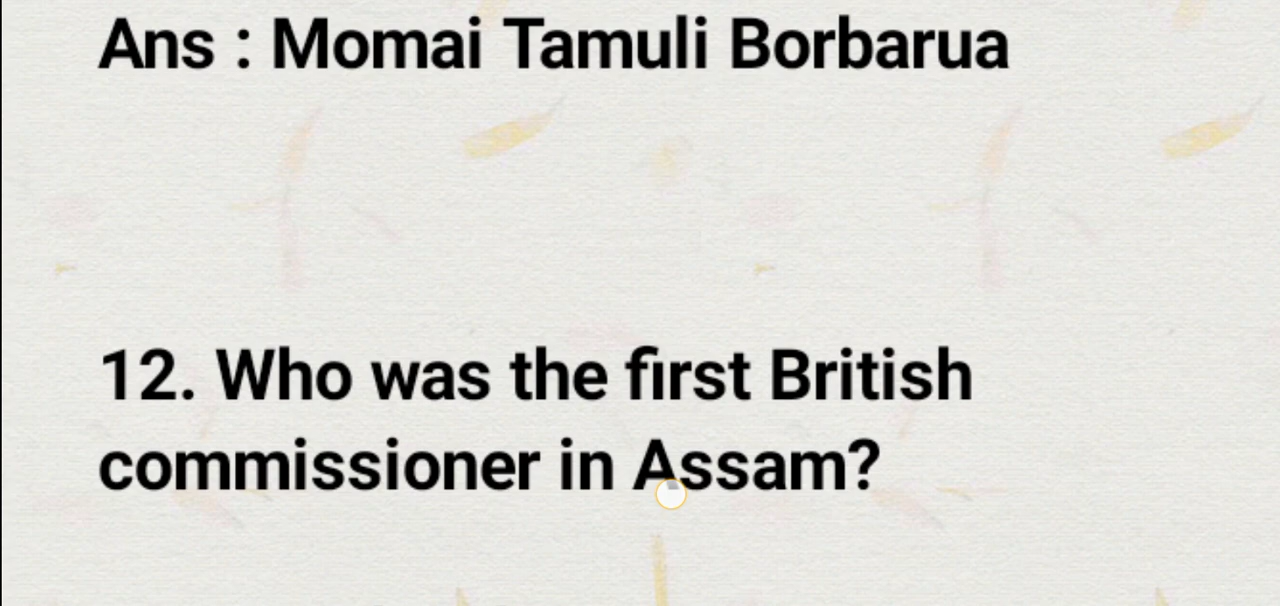 Ans : Momai Tamuli Borbarua
12. Who was the first British
commissioner in Assam?